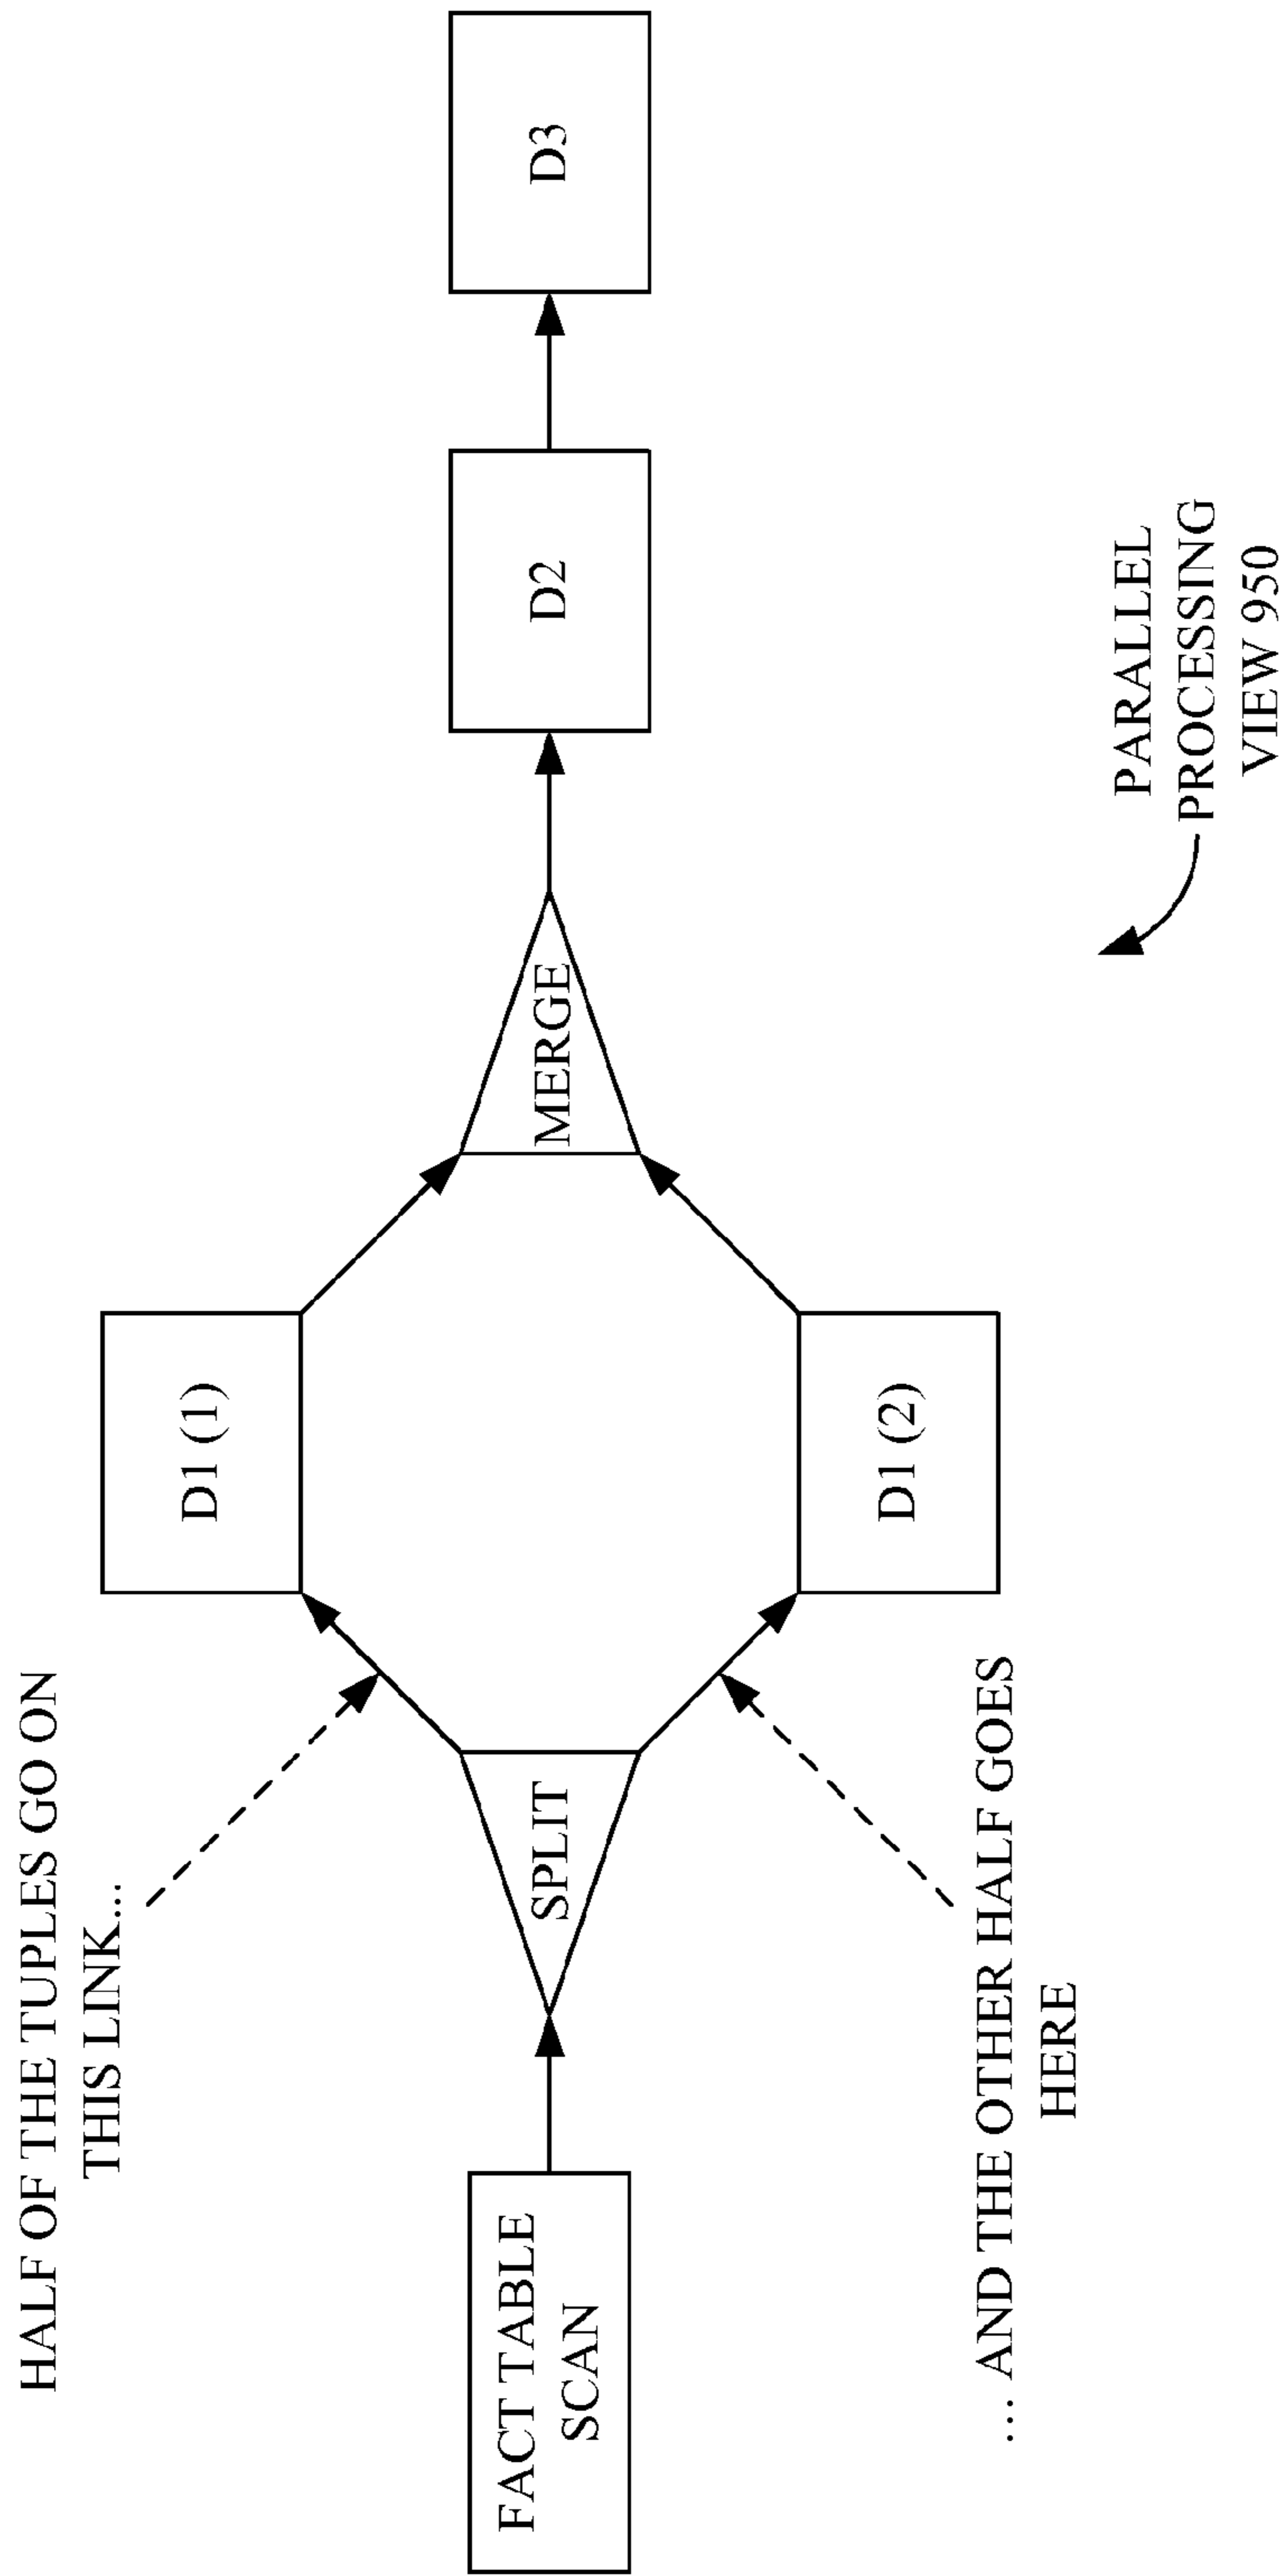 HALF OF THE TUPLES GO ON
THIS LINK...
D1 (1)
FACT TABLE
SCAN
SPLIT
MERGE
D2
D3
D1 (2)
.... AND THE OTHER HALF GOES
HERE
PARALLEL
PROCESSING
VIEW 950